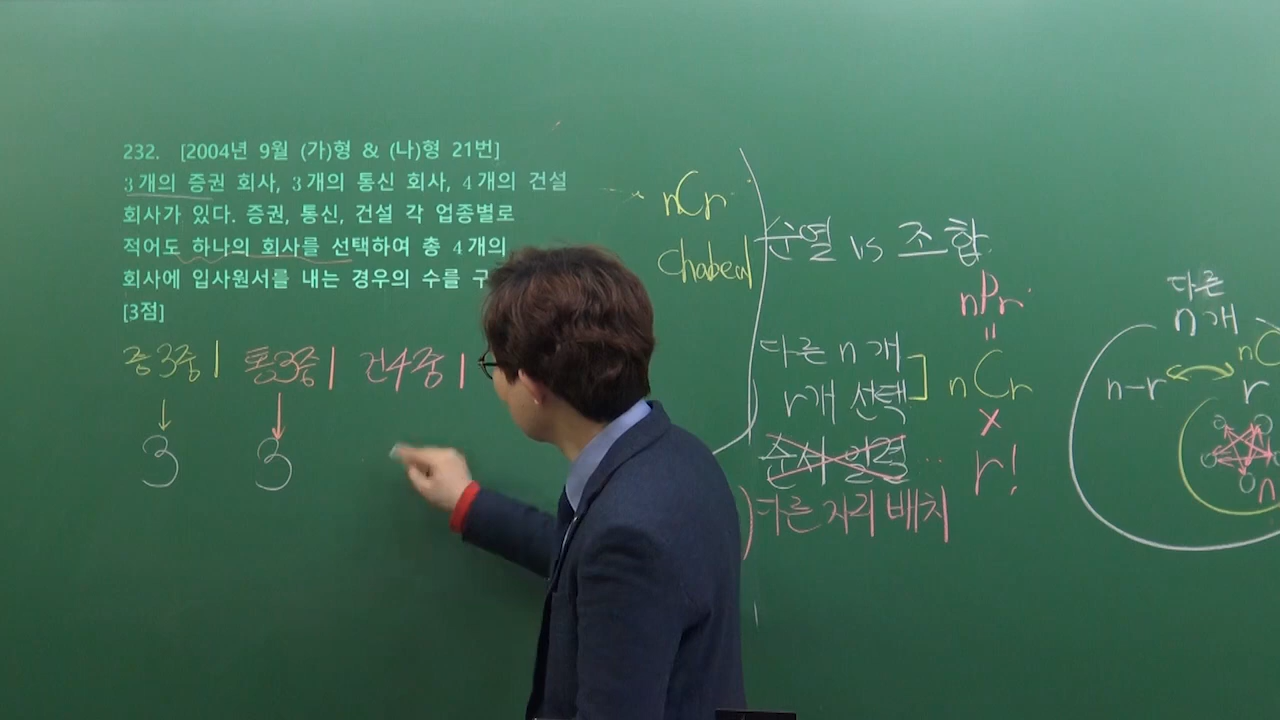 232. [2004년 9월 (가)형 & (나)형 21번]
3개의 증권 회사, 3개의 통신 회사, 4개의 건설
회사가 있다. 증권, 통신, 건설 각 업종별로
적어도 하나의 회사를 선택하여 총 4개의
회사에 입사원서를 내는 경우의 수를 구
[3점]
증3중1 통3중1 건4중1
3 3
nCr
순열 vs 조합
nPr
=
다른 n개
r개 선택
nCr
×
순서 일렬 …
r!
다른 자리 배치
다른
n개
nC
n-r
r